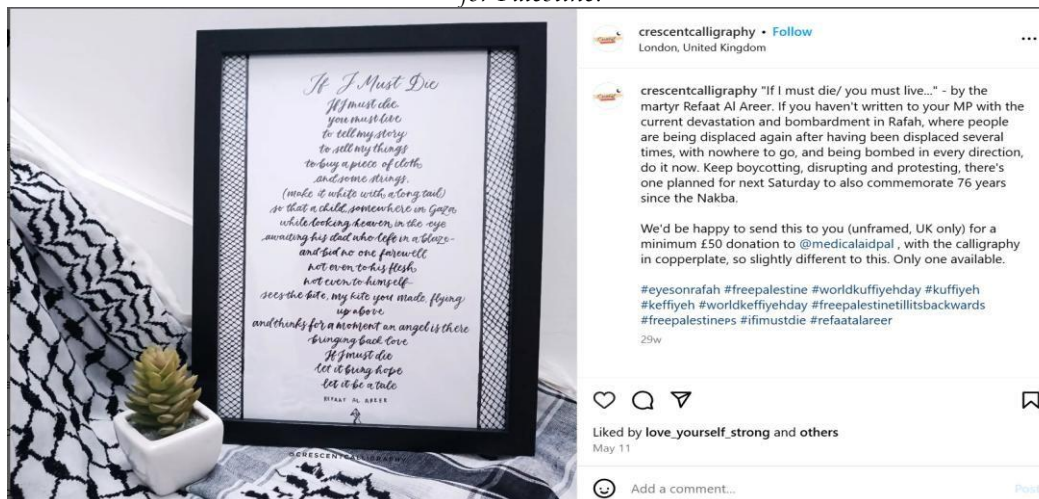 for Palestine.
If I Must Die
If I must die
you must live
to tell my story
to sell my things
to buy a piece of cloth
and some strings.
(make it white with a long tail)
so that a child, somewhere in Gaza
while looking heaven in the eye
awaiting his dad who left in a blaze-
and bid no one farewell
not even to his flesh
not even to himself-
sees the kite, my kite you made, flying
up above
and thinks for a moment an angel is there
bringing back love
If I must die
let it bring hope
let it be a tale
REFAAT AL AREER
@CRESCENTCALLIGRAPHY
crescentcalligraphy • Follow
London, United Kingdom
crescentcalligraphy "If I must die/ you must live..." - by the
martyr Refaat Al Areer. If you haven't written to your MP with the
current devastation and bombardment in Rafah, where people
are being displaced again after having been displaced several
times, with nowhere to go, and being bombed in every direction,
do it now. Keep boycotting, disrupting and protesting, there's
one planned for next Saturday to also commemorate 76 years
since the Nakba.
We'd be happy to send this to you (unframed, UK only) for a
minimum £50 donation to @medicalaidpal , with the calligraphy
in copperplate, so slightly different to this. Only one available.
#eyesonrafah #freepalestine #worldkuffiyehday #kuffiyeh
#keffiyeh #worldkeffiyehday #freepalestinetillitsbackwards
#freepalestine🇵🇸 #ifimustdie #refaatalareer
29w
Liked by love_yourself_strong and others
May 11
Add a comment...
Post